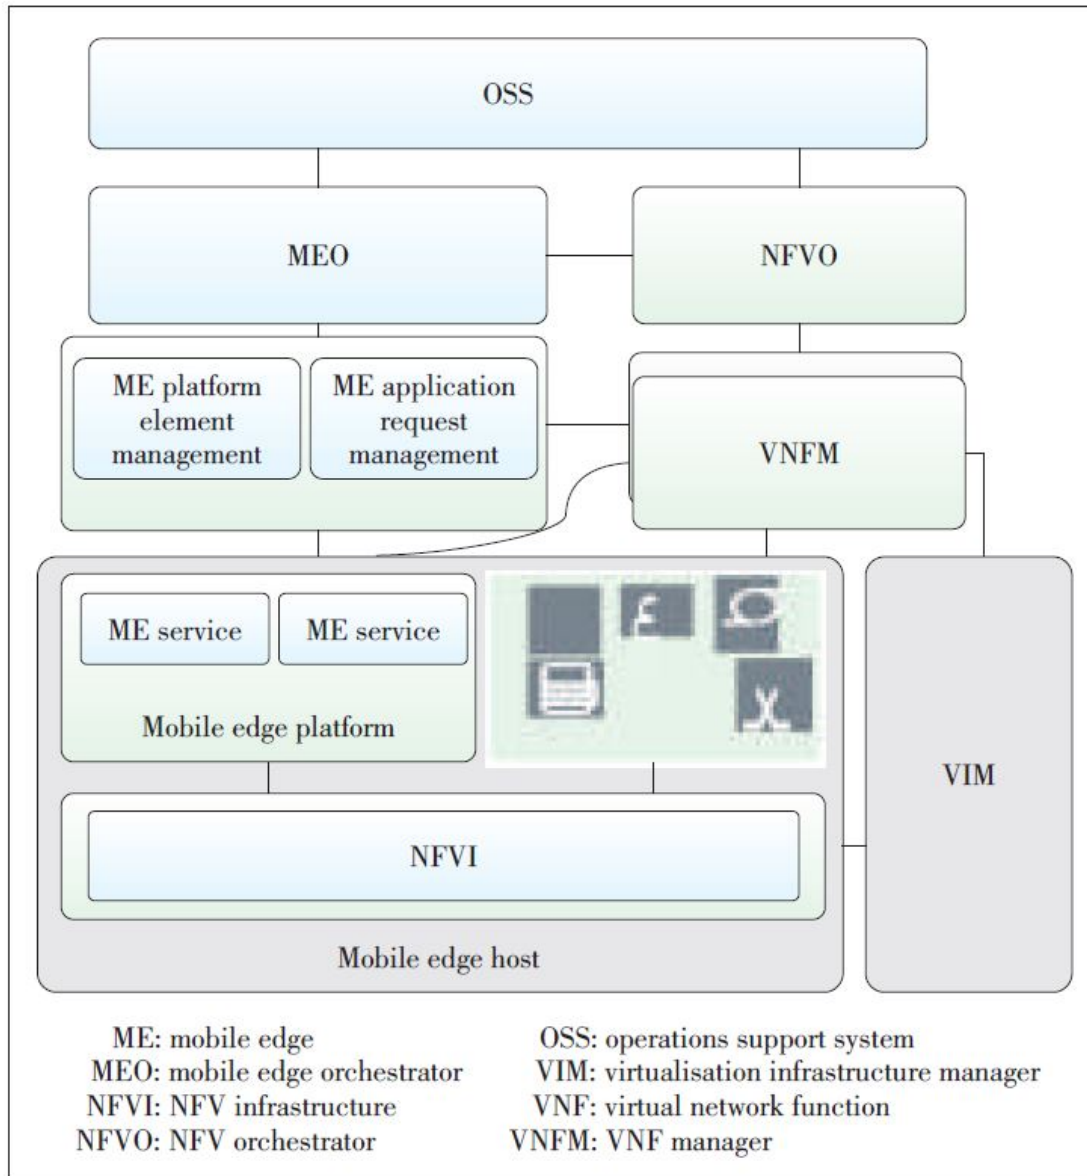 OSS
MEO
NFVO
ME platform
element
management
ME application
request
management
VNFM
ME service
ME service
Mobile edge platform
VIM
NFVI
Mobile edge host
ME: mobile edge
MEO: mobile edge orchestrator
NFVI: NFV infrastructure
NFVO: NFV orchestrator
OSS: operations support system
VIM: virtualisation infrastructure manager
VNF: virtual network function
VNFM: VNF manager